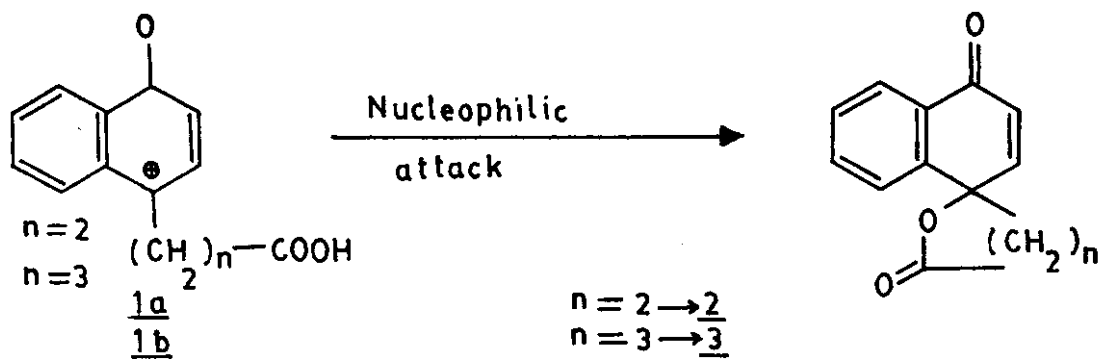 O
O
Nucleophilic
attack
⊕
n=2
n=3
(CH2)n—COOH
1a
1b
O
(CH2)n
O
n = 2 → 2
n = 3 → 3